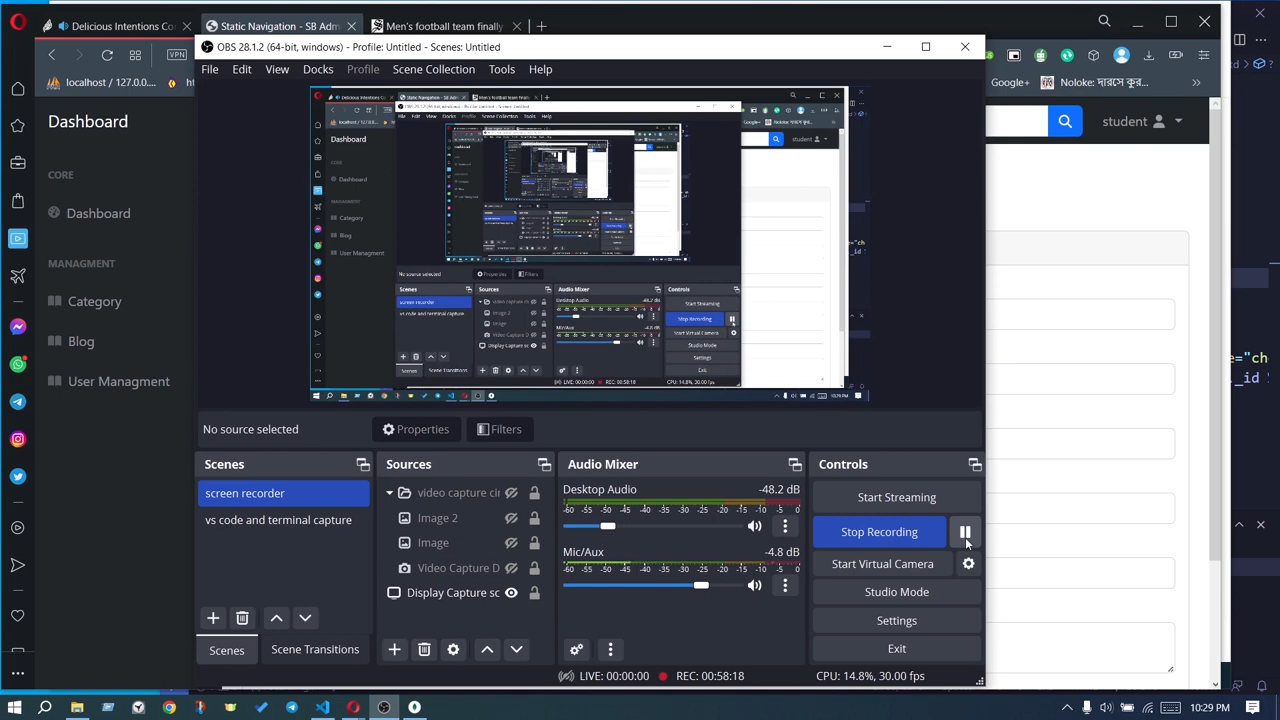 Delicious Intentions Co
Static Navigation - SB Adm
Men's football team finally
OBS 28.1.2 (64-bit, windows) - Profile: Untitled - Scenes: Untitled
VPN
File Edit View Docks Profile Scene Collection Tools Help
localhost / 127.0.0....
Google+
Dashboard
student
CORE
Dashboard
MANAGMENT
Category
Blog
User Managment
="ch
_id
No source selected
Properties
Filters
Scenes
screen recorder
vs code and terminal capture
Scenes
Scene Transitions
Sources
video capture cir
Image 2
Image
Video Capture D
Display Capture sc
Audio Mixer
Desktop Audio -48.2 dB
-60 -55 -50 -45 -40 -35 -30 -25 -20 -15 -10 -5 0
Mic/Aux -4.8 dB
-60 -55 -50 -45 -40 -35 -30 -25 -20 -15 -10 -5 0
Controls
Start Streaming
Stop Recording
Start Virtual Camera
Studio Mode
Settings
Exit
LIVE: 00:00:00 REC: 00:58:18 CPU: 14.8%, 30.00 fps
10:29 PM